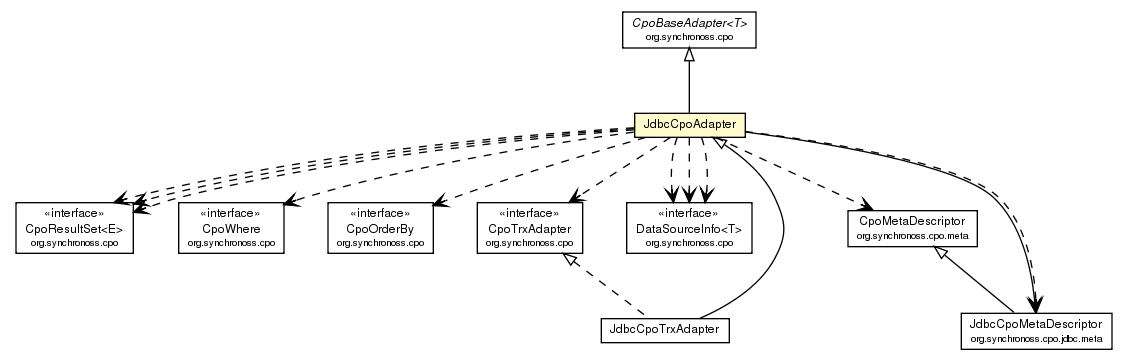 CpoBaseAdapter<T>
org.synchronoss.cpo
JdbcCpoAdapter
«interface»
CpoResultSet<E>
org.synchronoss.cpo
«interface»
CpoWhere
org.synchronoss.cpo
«interface»
CpoOrderBy
org.synchronoss.cpo
«interface»
CpoTrxAdapter
org.synchronoss.cpo
«interface»
DataSourceInfo<T>
org.synchronoss.cpo
CpoMetaDescriptor
org.synchronoss.cpo.meta
JdbcCpoTrxAdapter
JdbcCpoMetaDescriptor
org.synchronoss.cpo.jdbc.meta